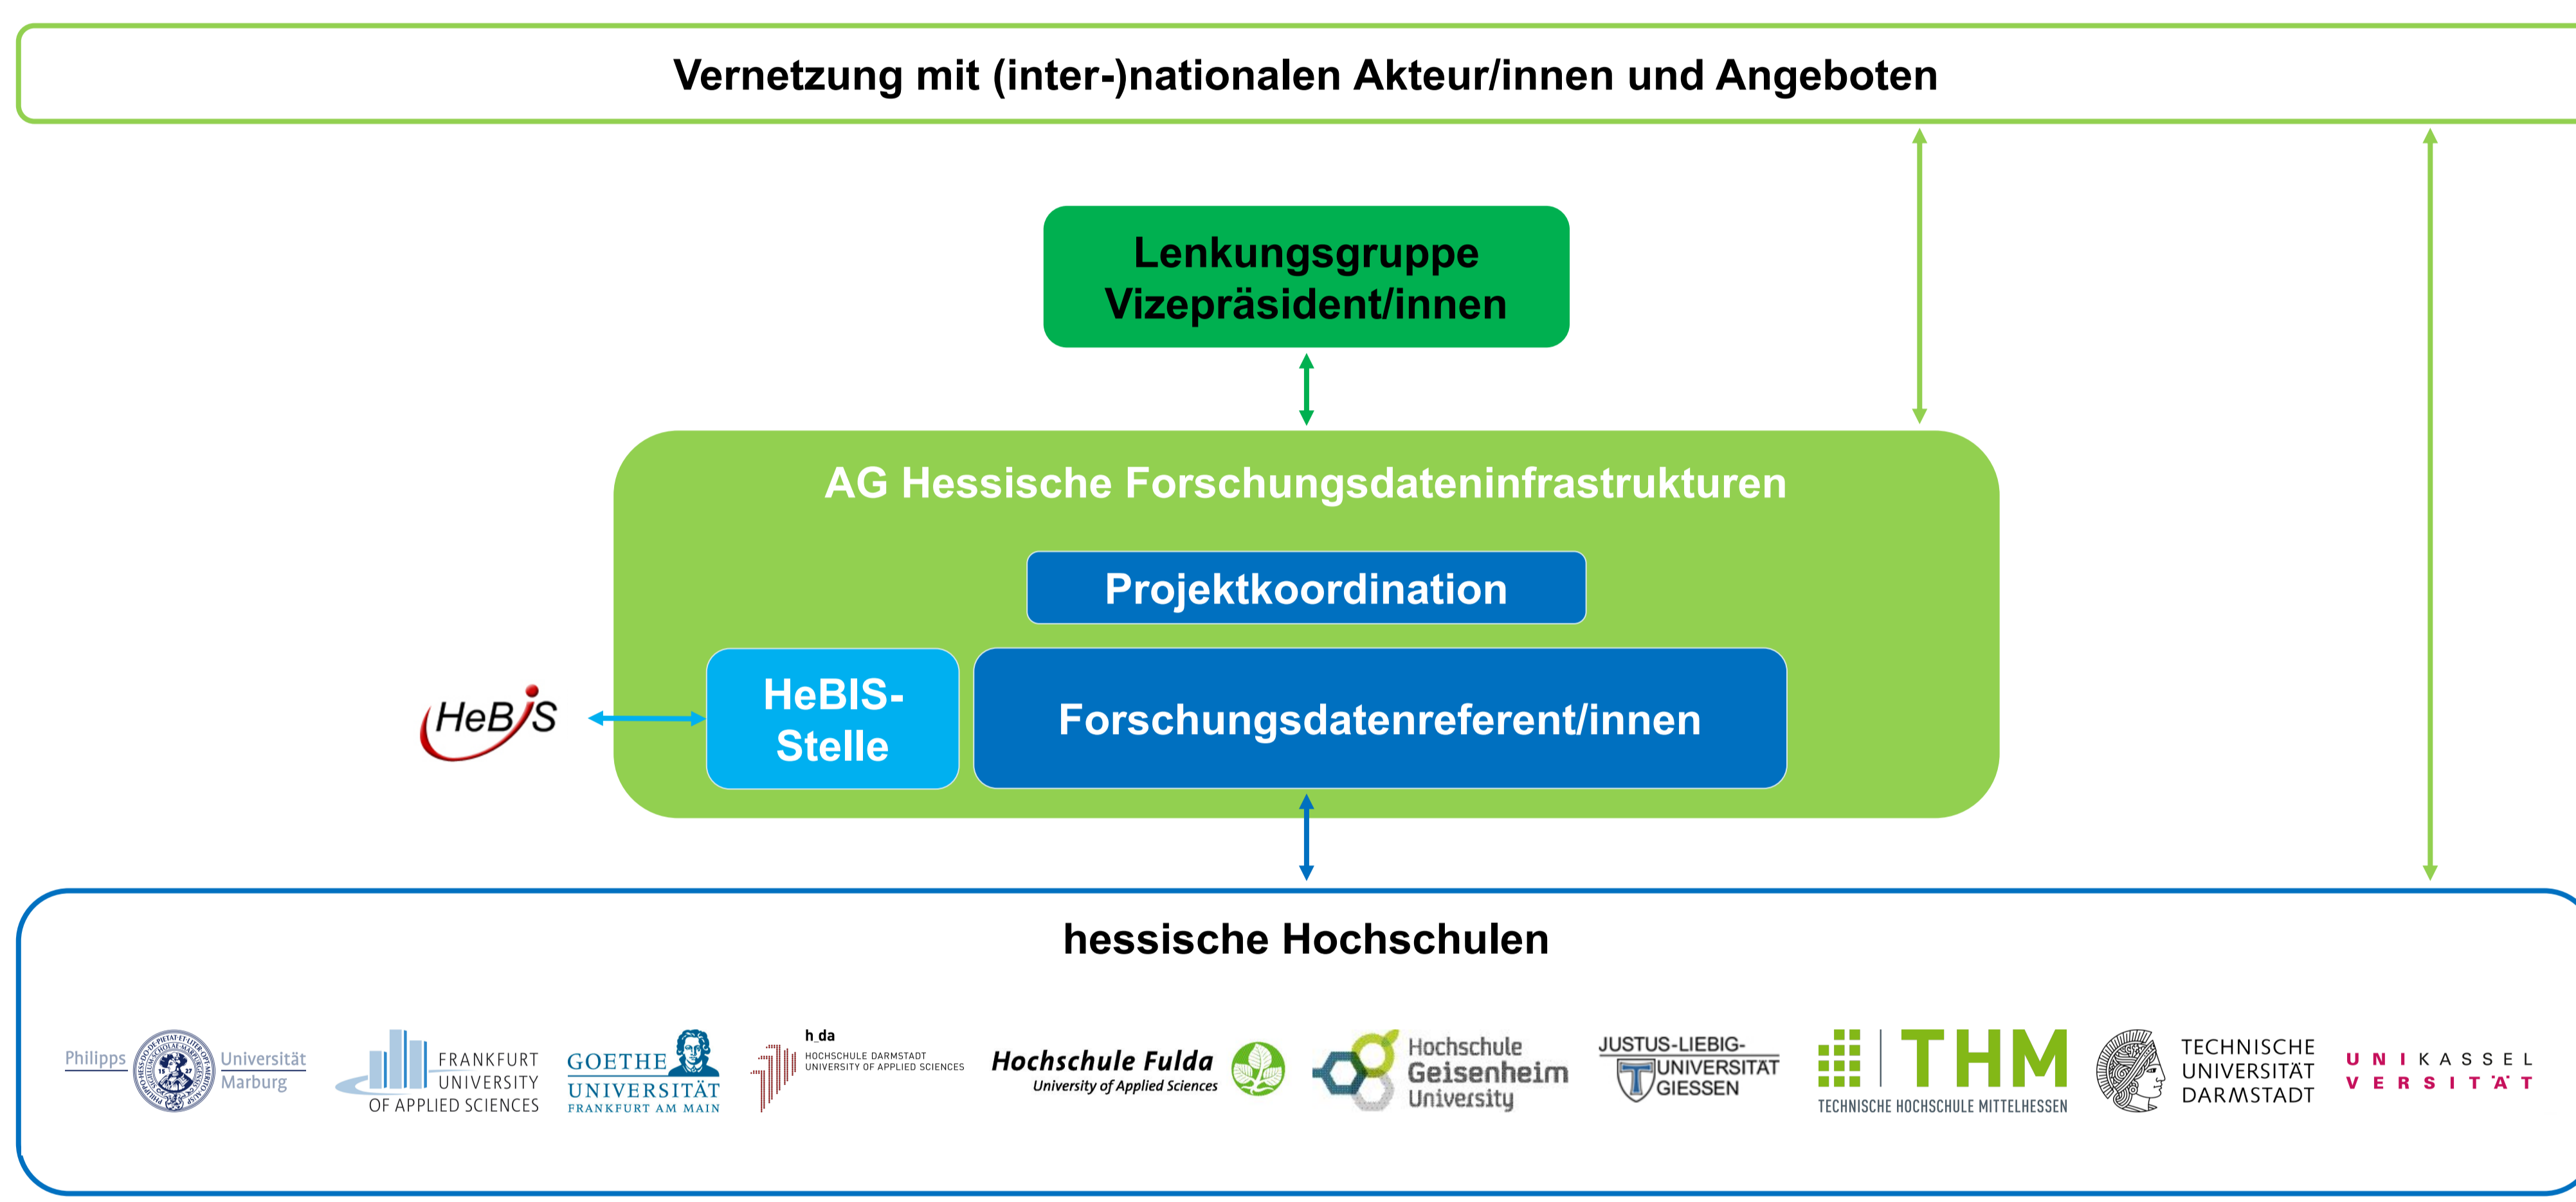 Vernetzung mit (inter-)nationalen Akteur/innen und Angeboten
Lenkungsgruppe
Vizepräsident/innen
AG Hessische Forschungsdateninfrastrukturen
Projektkoordination
HeBIS-
Stelle
Forschungsdatenreferent/innen
HeBIS
hessische Hochschulen
Philipps
15 27
Universität
Marburg
FRANKFURT
UNIVERSITY
OF APPLIED SCIENCES
GOETHE
UNIVERSITÄT
FRANKFURT AM MAIN
h_da
HOCHSCHULE DARMSTADT
UNIVERSITY OF APPLIED SCIENCES
Hochschule Fulda
University of Applied Sciences
Hochschule
Geisenheim
University
JUSTUS-LIEBIG-
UNIVERSITÄT
GIESSEN
THM
TECHNISCHE HOCHSCHULE MITTELHESSEN
TECHNISCHE
UNIVERSITÄT
DARMSTADT
UNIKASSEL
VERSITÄT